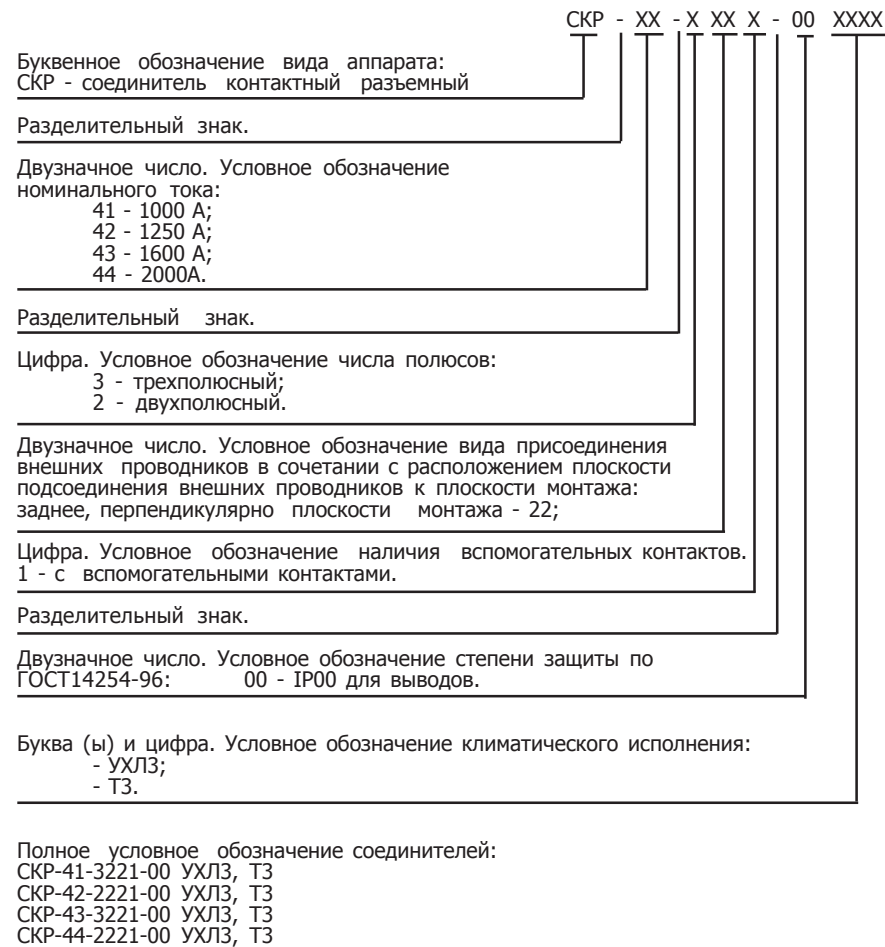 СКР - ХХ - Х ХХ Х - 00 ХХХХ
Буквенное обозначение вида аппарата:
СКР - соединитель контактный разъемный
Разделительный знак.
Двузначное число. Условное обозначение
номинального тока:
41 - 1000 А;
42 - 1250 А;
43 - 1600 А;
44 - 2000А.
Разделительный знак.
Цифра. Условное обозначение числа полюсов:
3 - трехполюсный;
2 - двухполюсный.
Двузначное число. Условное обозначение вида присоединения
внешних проводников в сочетании с расположением плоскости
подсоединения внешних проводников к плоскости монтажа:
заднее, перпендикулярно плоскости монтажа - 22;
Цифра. Условное обозначение наличия вспомогательных контактов.
1 - с вспомогательными контактами.
Разделительный знак.
Двузначное число. Условное обозначение степени защиты по
ГОСТ14254-96: 00 - IP00 для выводов.
Буква (ы) и цифра. Условное обозначение климатического исполнения:
- УХЛ3;
- Т3.
Полное условное обозначение соединителей:
СКР-41-3221-00 УХЛ3, Т3
СКР-42-2221-00 УХЛ3, Т3
СКР-43-3221-00 УХЛ3, Т3
СКР-44-2221-00 УХЛ3, Т3